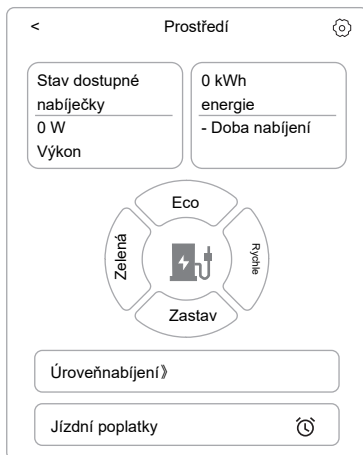 < Prostředí
Stav dostupné
nabíječky
0 W
Výkon
0 kWh
energie
- Doba nabíjení
Eco
Zelená
Rychle
Zastav
Úroveňnabíjení》
Jízdní poplatky